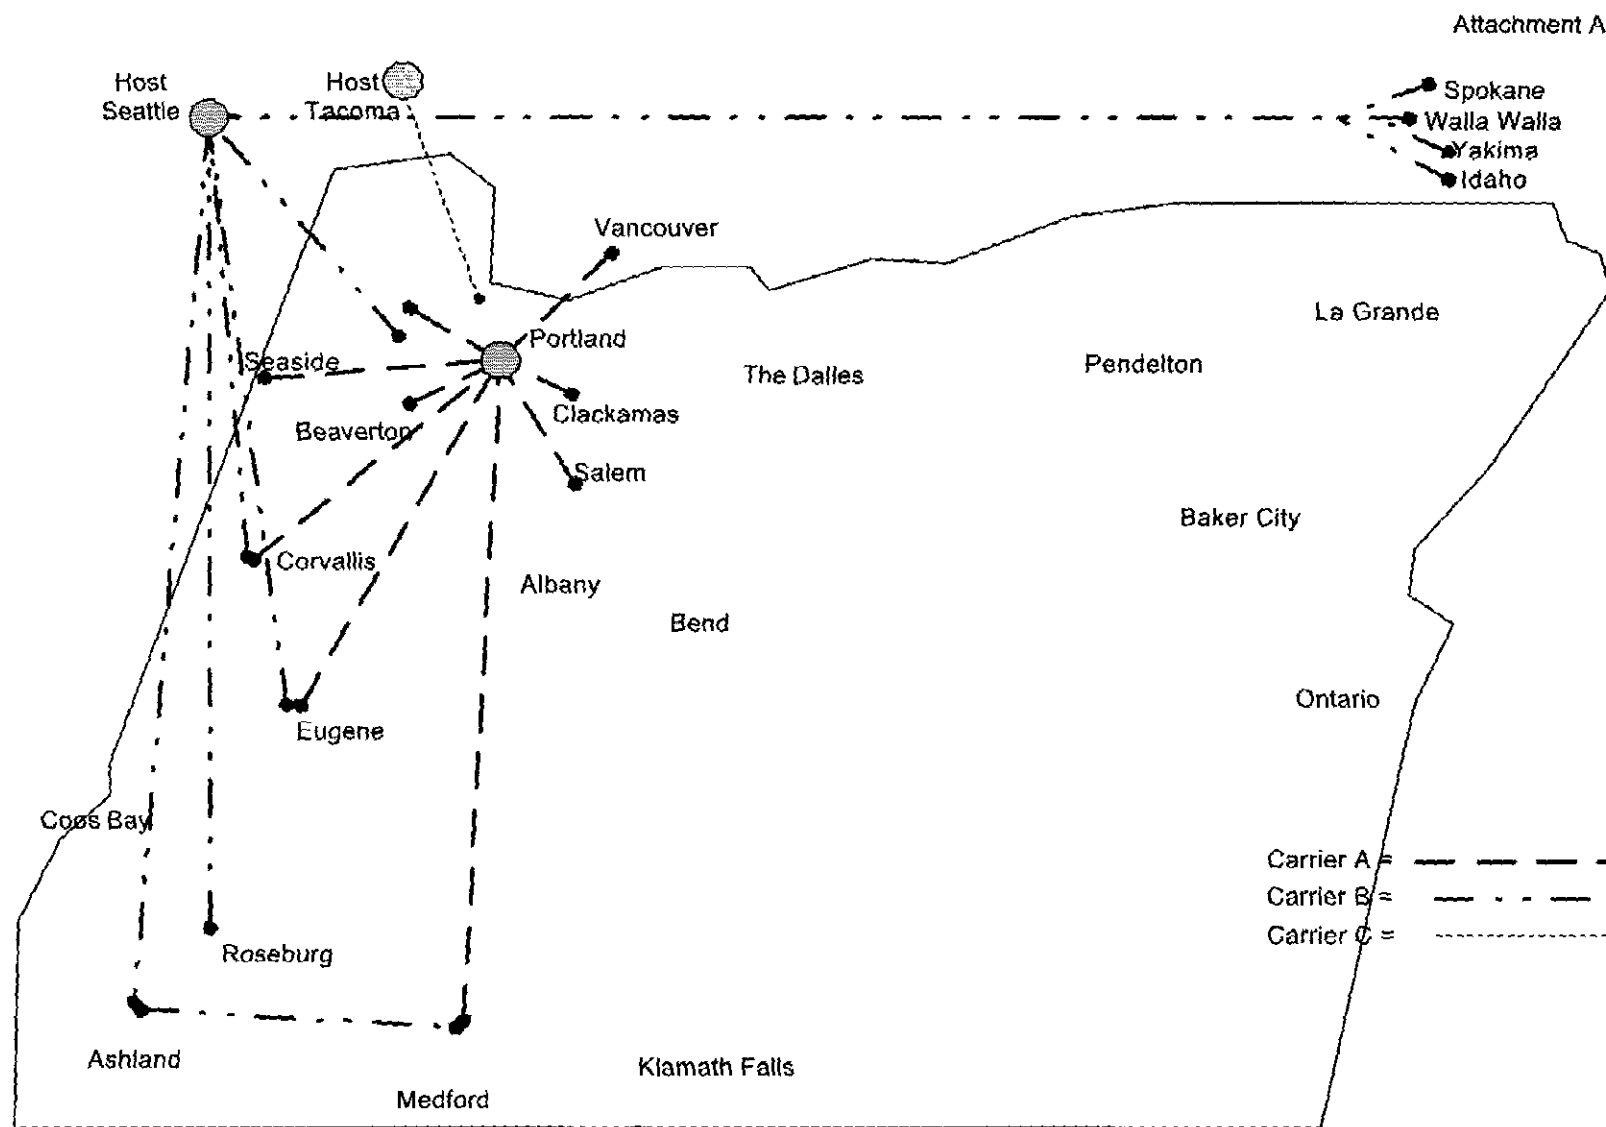 Attachment A
Host
Seattle
Host
Tacoma
Spokane
Walla Walla
Yakima
Idaho
Vancouver
La Grande
Portland
Seaside
The Dalles
Pendelton
Clackamas
Beaverton
Salem
Baker City
Corvallis
Albany
Bend
Ontario
Eugene
Coos Bay
Carrier A =
Carrier B =
Carrier C =
Roseburg
Ashland
Klamath Falls
Medford